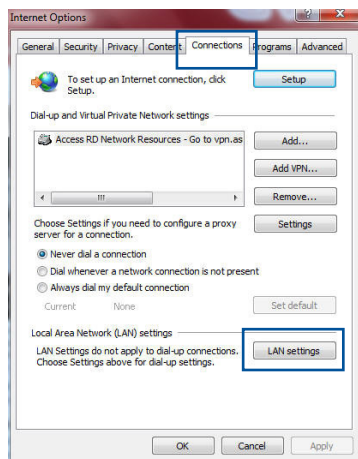 Internet Options
General Security Privacy Content Connections Programs Advanced
To set up an Internet connection, click
Setup.
Setup
Dial-up and Virtual Private Network settings
Access RD Network Resources - Go to vpn.as
Add...
Add VPN...
Remove...
Choose Settings if you need to configure a proxy
server for a connection.
Settings
Never dial a connection
Dial whenever a network connection is not present
Always dial my default connection
Current None
Set default
Local Area Network (LAN) settings
LAN Settings do not apply to dial-up connections.
Choose Settings above for dial-up settings.
LAN settings
OK Cancel Apply